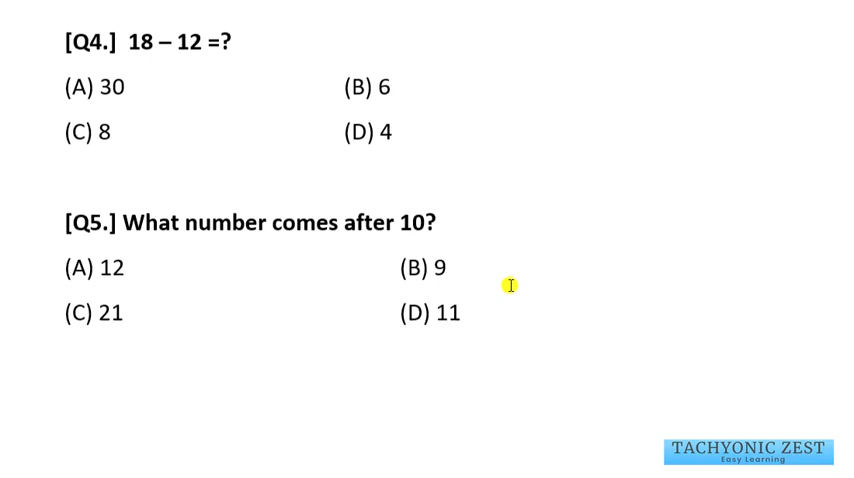 [Q4.] 18 – 12 =?
(A) 30 (B) 6
(C) 8 (D) 4
[Q5.] What number comes after 10?
(A) 12 (B) 9
(C) 21 (D) 11
TACHYONIC ZEST
Easy Learning